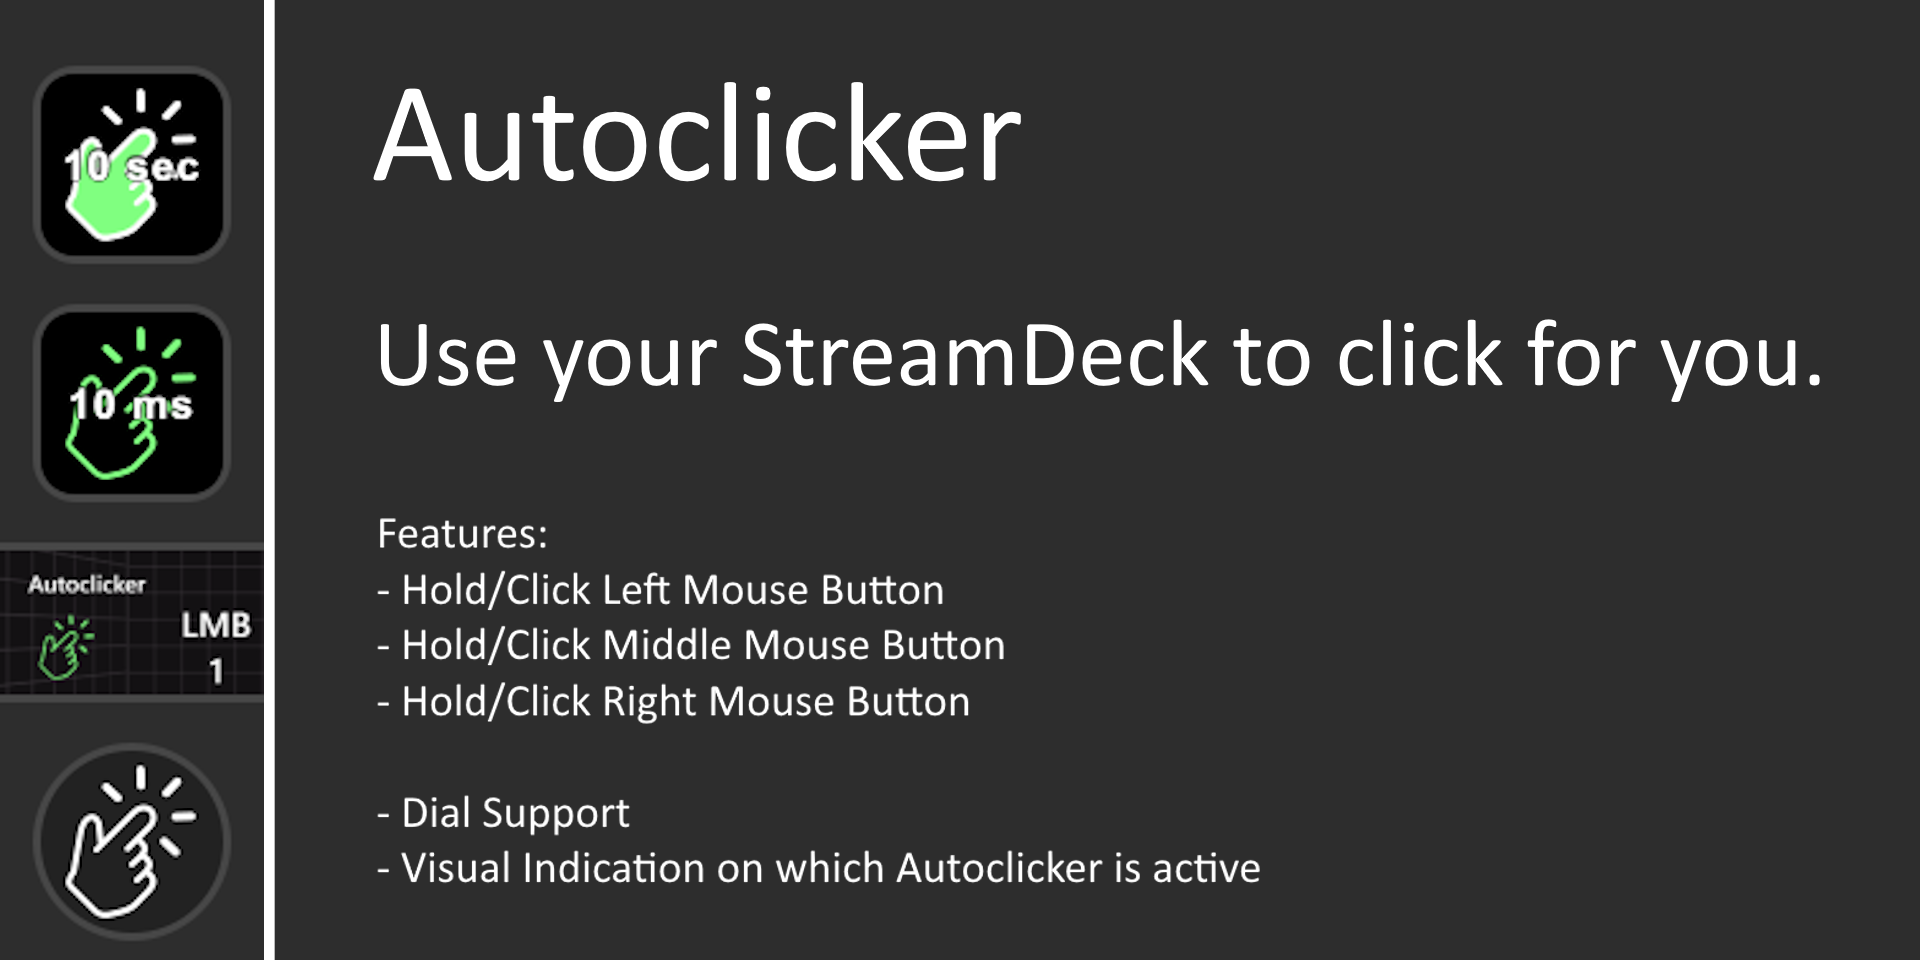 10 sec
10 ms
Autoclicker
LMB
1
Autoclicker
Use your StreamDeck to click for you.
Features:
- Hold/Click Left Mouse Button
- Hold/Click Middle Mouse Button
- Hold/Click Right Mouse Button
- Dial Support
- Visual Indication on which Autoclicker is active